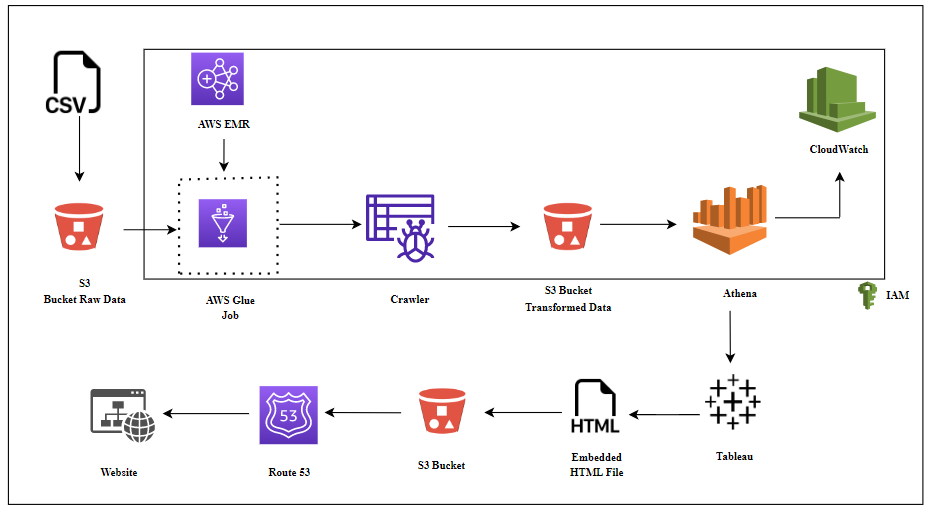 CSV
AWS EMR
CloudWatch
S3
Bucket Raw Data
AWS Glue
Job
Crawler
S3 Bucket
Transformed Data
Athena
IAM
HTML
53
Website
Route 53
S3 Bucket
Embedded
HTML File
Tableau